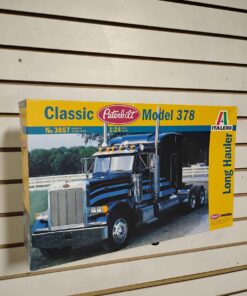 Classic Peterbilt Model 378
No 3857
1:24
ITALERI
Long Hauler